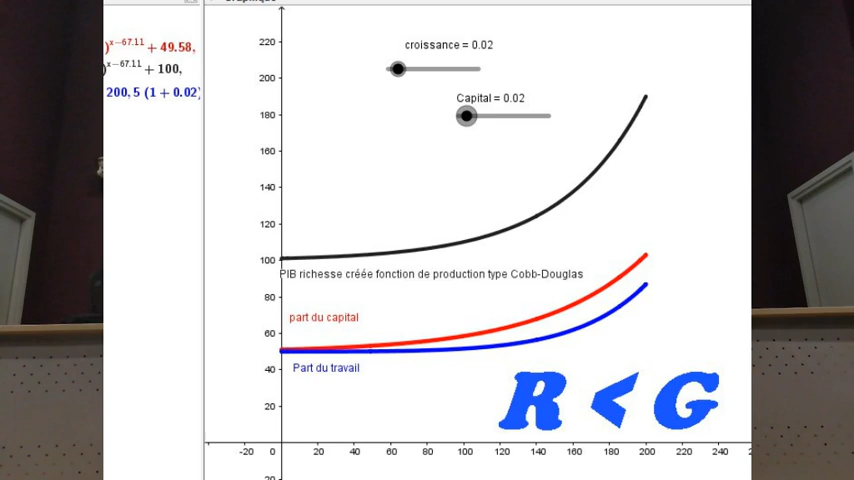 )^x−67.11 + 49.58,
)^x−67.11 + 100,
200, 5 (1 + 0.02)
croissance = 0.02
Capital = 0.02
220
200
180
160
140
120
100
80
60
40
20
PIB richesse créée fonction de production type Cobb-Douglas
part du capital
Part du travail
R < G
-20 0 20 40 60 80 100 120 140 160 180 200 220 240